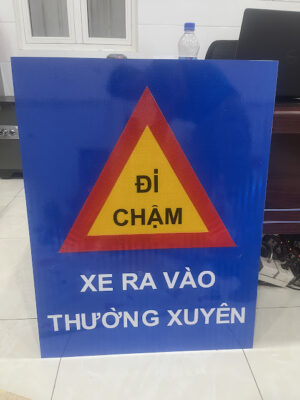 ĐI
CHẬM
XE RA VÀO
THƯỜNG XUYÊN